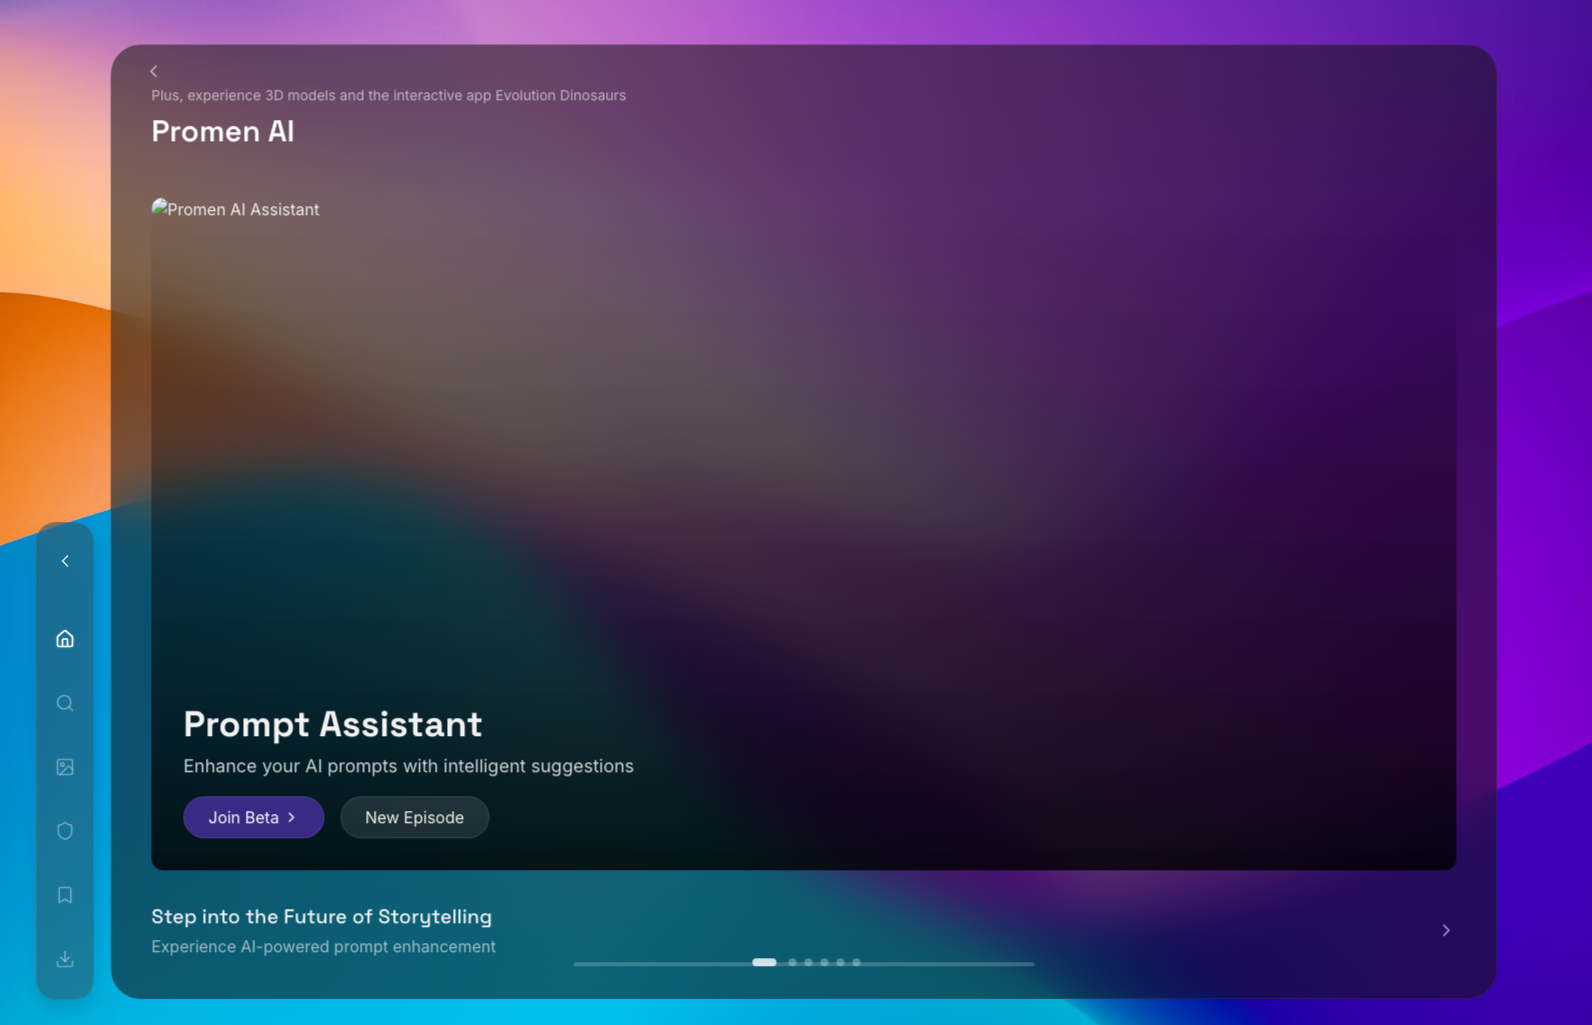 Plus, experience 3D models and the interactive app Evolution Dinosaurs
Promen AI
Promen AI Assistant
Prompt Assistant
Enhance your AI prompts with intelligent suggestions
Join Beta
New Episode
Step into the Future of Storytelling
Experience AI-powered prompt enhancement